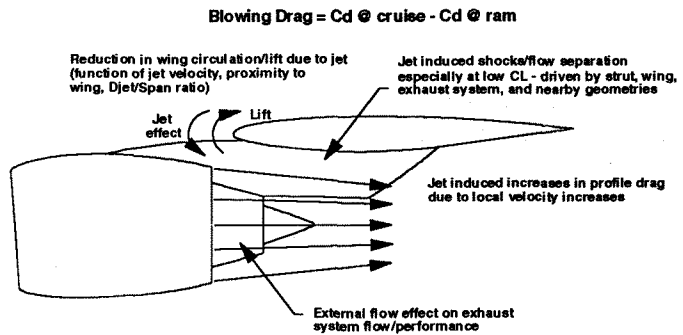 Blowing Drag = Cd @ cruise - Cd @ ram
Reduction in wing circulation/lift due to jet
(function of jet velocity, proximity to
wing, Djet/Span ratio)
Jet induced shocks/flow separation
especially at low CL - driven by strut, wing,
exhaust system, and nearby geometries
Jet
effect
Lift
Jet induced increases in profile drag
due to local velocity increases
External flow effect on exhaust
system flow/performance